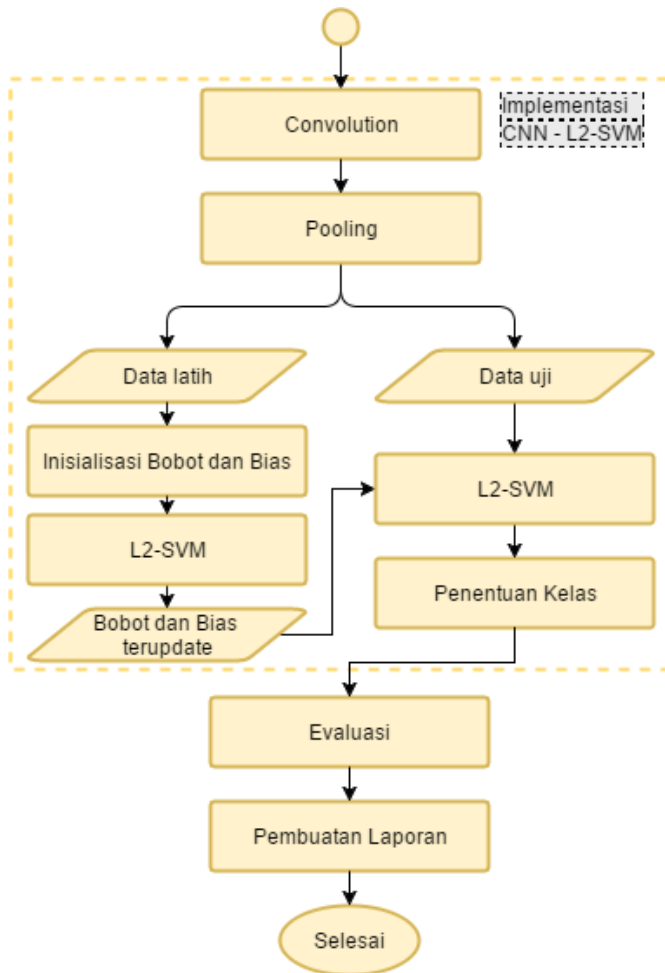 Implementasi
CNN - L2-SVM
Convolution
Pooling
Data latih
Data uji
Inisialisasi Bobot dan Bias
L2-SVM
L2-SVM
Bobot dan Bias
terupdate
Penentuan Kelas
Evaluasi
Pembuatan Laporan
Selesai